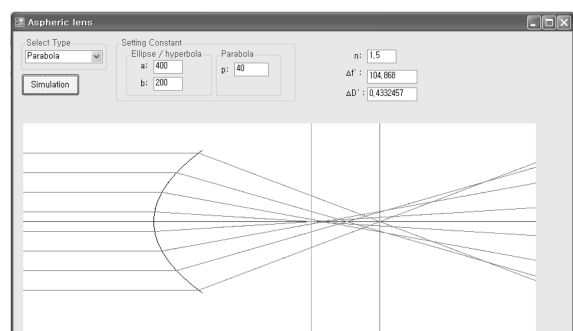 Aspheric lens
Select Type
Parabola
Simulation
Setting Constant
Ellipse / hyperbola
a: 400
b: 200
Parabola
p: 40
n: 1,5
Δf`: 104,868
ΔD`: 0,4332457